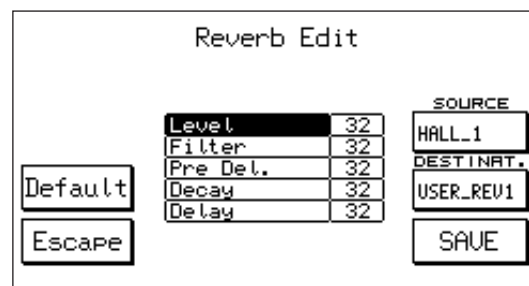 Reverb Edit
Level 32
Filter 32
Pre Del. 32
Decay 32
Delay 32
Default
Escape
SOURCE
HALL_1
DESTINAT.
USER_REV1
SAVE